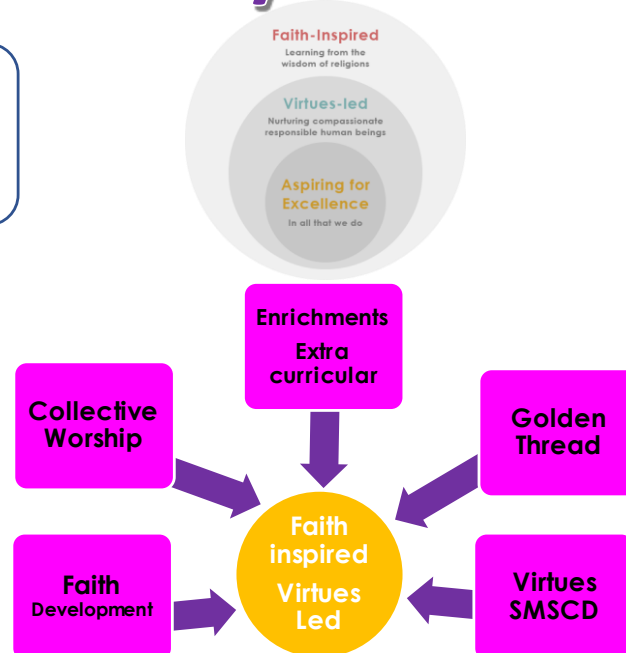 Faith-Inspired
Learning from the
wisdom of religions
Virtues-led
Nurturing compassionate
responsible human beings
Aspiring for
Excellence
In all that we do
Enrichments
Extra
curricular
Collective
Worship
Golden
Thread
Faith
inspired
Virtues
Led
Faith
Development
Virtues
SMSCD